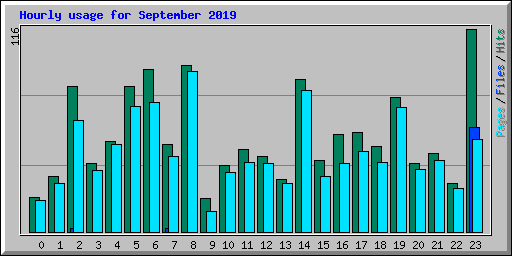 Hourly usage for September 2019
116
Pages/Files/Hits
0 1 2 3 4 5 6 7 8 9 10 11 12 13 14 15 16 17 18 19 20 21 22 23